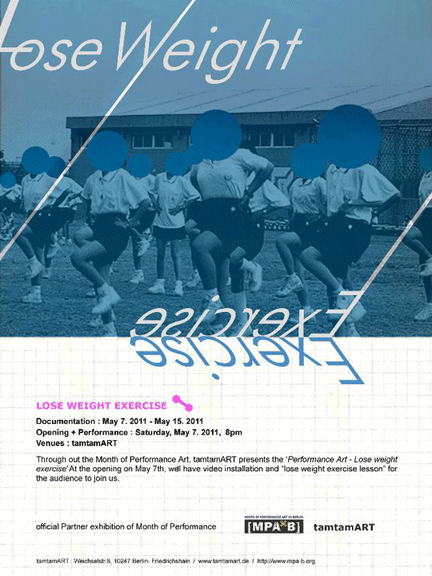 Lose Weight
Exercise
Exercise
LOSE WEIGHT EXERCISE
Documentation : May 7. 2011 - May 15. 2011
Opening + Performance : Saturday, May 7. 2011, 8pm
Venues : tamtamART
Through out the Month of Performance Art, tamtamART presents the 'Performance Art - Lose weight
exercise' At the opening on May 7th, well have video installation and "lose weight exercise lesson" for
the audience to join us.
MONTH OF PERFORMANCE ART IN BERLIN
official Partner exhibition of Month of Performance [MPA*B] tamtamART
tamtamART : Weichselstr 8, 10247 Berlin- Friedrichshain / www.tamtamart.de / http://www.mpa-b.org